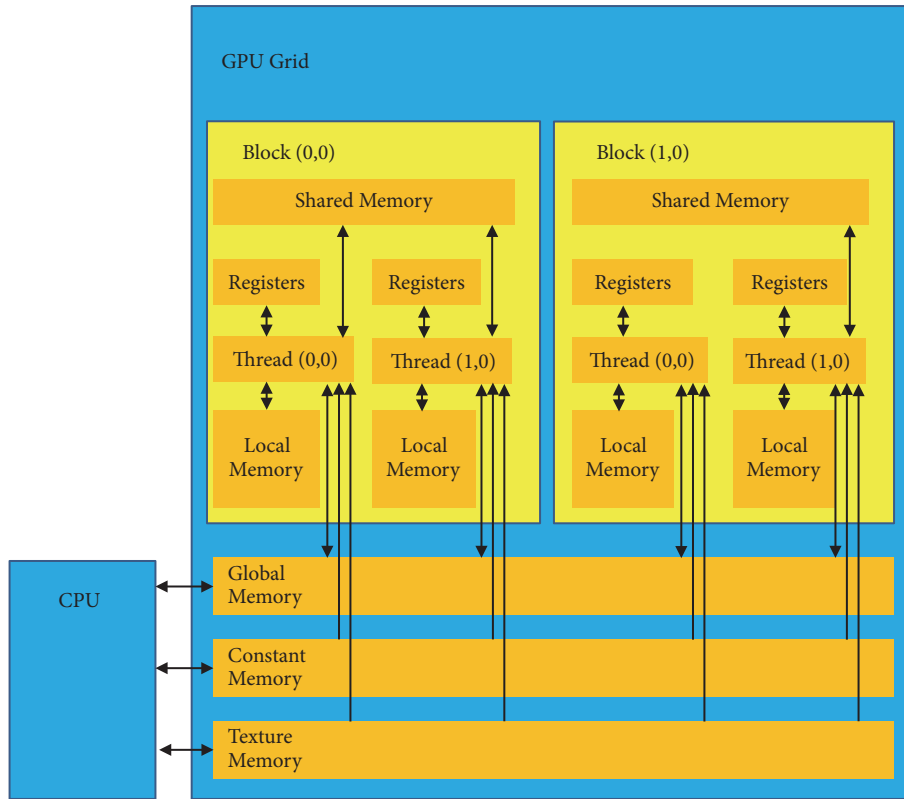 GPU Grid
Block (0,0)
Shared Memory
Registers
Registers
Thread (0,0)
Thread (1,0)
Local
Memory
Local
Memory
Block (1,0)
Shared Memory
Registers
Registers
Thread (0,0)
Thread (1,0)
Local
Memory
Local
Memory
CPU
Global
Memory
Constant
Memory
Texture
Memory